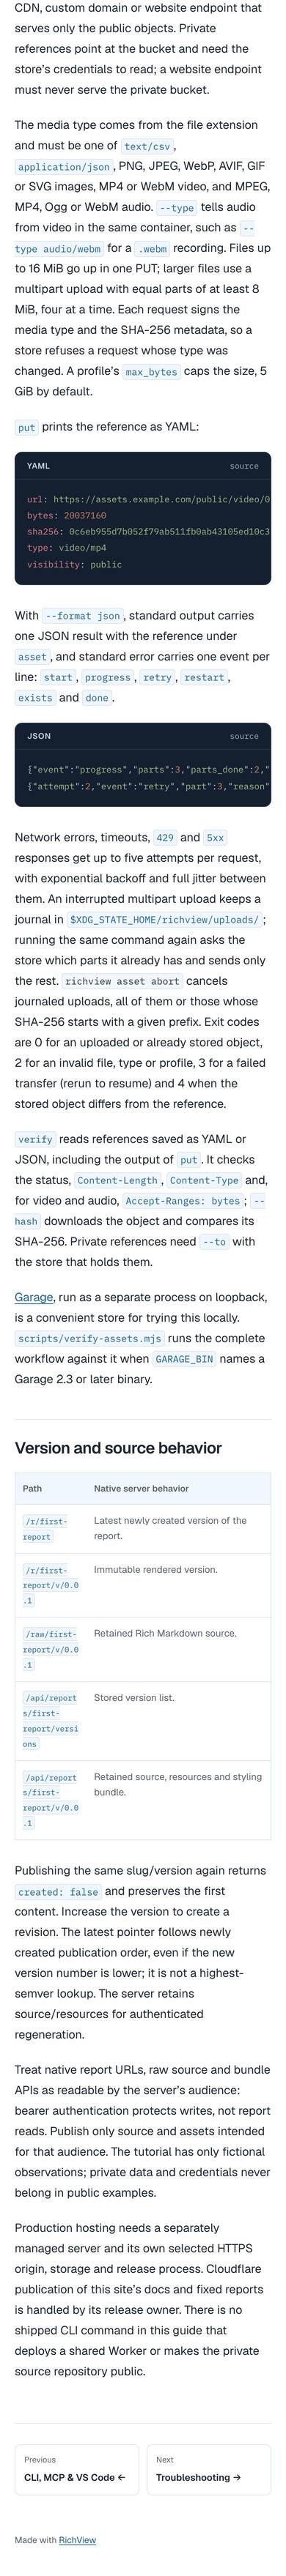 CDN, custom domain or website endpoint that
serves only the public objects. Private
references point at the bucket and need the
store’s credentials to read; a website endpoint
must never serve the private bucket.
The media type comes from the file extension
and must be one of text/csv,
application/json, PNG, JPEG, WebP, AVIF, GIF
or SVG images, MP4 or WebM video, and MPEG,
MP4, Ogg or WebM audio. --type tells audio
from video in the same container, such as --
type audio/webm for a .webm recording. Files up
to 16 MiB go up in one PUT; larger files use a
multipart upload with equal parts of at least 8
MiB, four at a time. Each request signs the
media type and the SHA-256 metadata, so a
store refuses a request whose type was
changed. A profile’s max_bytes caps the size, 5
GiB by default.
put prints the reference as YAML:
YAML source
url: https://assets.example.com/public/video/0
bytes: 20037160
sha256: 0c6eb955d7b052f79ab511fb0ab43105ed10c3
type: video/mp4
visibility: public
With --format json, standard output carries
one JSON result with the reference under
asset, and standard error carries one event per
line: start, progress, retry, restart,
exists and done.
JSON source
{"event":"progress","parts":3,"parts_done":2,"
{"attempt":2,"event":"retry","part":3,"reason"
Network errors, timeouts, 429 and 5xx
responses get up to five attempts per request,
with exponential backoff and full jitter between
them. An interrupted multipart upload keeps a
journal in $XDG_STATE_HOME/richview/uploads/;
running the same command again asks the
store which parts it already has and sends only
the rest. richview asset abort cancels
journaled uploads, all of them or those whose
SHA-256 starts with a given prefix. Exit codes
are 0 for an uploaded or already stored object,
2 for an invalid file, type or profile, 3 for a failed
transfer (rerun to resume) and 4 when the
stored object differs from the reference.
verify reads references saved as YAML or
JSON, including the output of put. It checks
the status, Content-Length, Content-Type and,
for video and audio, Accept-Ranges: bytes; --
hash downloads the object and compares its
SHA-256. Private references need --to with
the store that holds them.
Garage, run as a separate process on loopback,
is a convenient store for trying this locally.
scripts/verify-assets.mjs runs the complete
workflow against it when GARAGE_BIN names a
Garage 2.3 or later binary.
Version and source behavior
Path Native server behavior
/r/first-
report
Latest newly created version of the
report.
/r/first-
report/v/0.0
.1
Immutable rendered version.
/raw/first-
report/v/0.0
.1
Retained Rich Markdown source.
/api/report
s/first-
report/versi
ons
Stored version list.
/api/report
s/first-
report/v/0.0
.1
Retained source, resources and styling
bundle.
Publishing the same slug/version again returns
created: false and preserves the first
content. Increase the version to create a
revision. The latest pointer follows newly
created publication order, even if the new
version number is lower; it is not a highest-
semver lookup. The server retains
source/resources for authenticated
regeneration.
Treat native report URLs, raw source and bundle
APIs as readable by the server’s audience:
bearer authentication protects writes, not report
reads. Publish only source and assets intended
for that audience. The tutorial has only fictional
observations; private data and credentials never
belong in public examples.
Production hosting needs a separately
managed server and its own selected HTTPS
origin, storage and release process. Cloudflare
publication of this site’s docs and fixed reports
is handled by its release owner. There is no
shipped CLI command in this guide that
deploys a shared Worker or makes the private
source repository public.
Previous
CLI, MCP & VS Code ←
Next
Troubleshooting →
Made with RichView